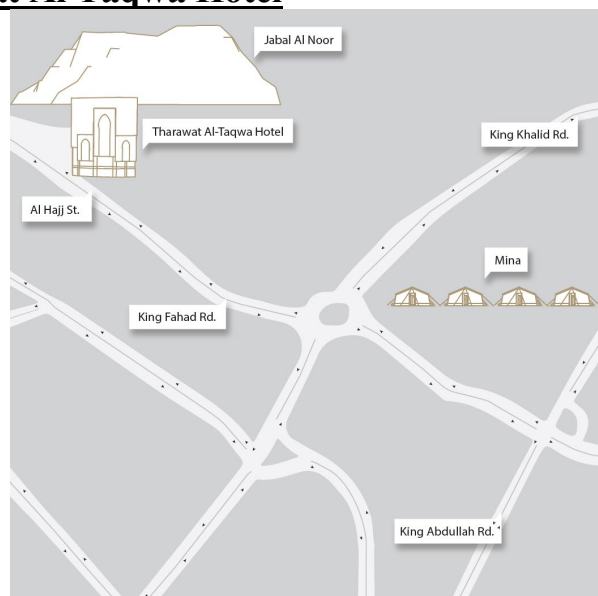 at Al-Taqwa Hotel
Jabal Al Noor
Tharawat Al-Taqwa Hotel
King Khalid Rd.
Al Hajj St.
Mina
King Fahad Rd.
King Abdullah Rd.